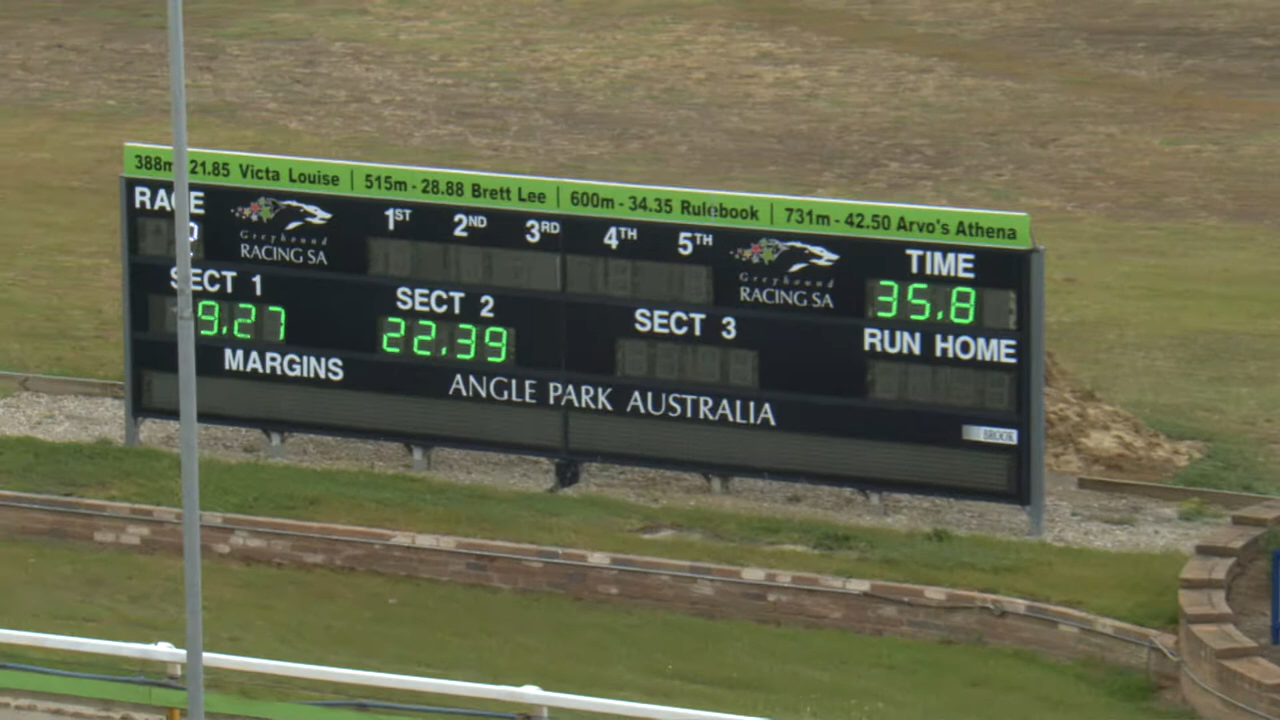 388m 21.85 Victa Louise | 515m - 28.88 Brett Lee | 600m - 34.35 Rulebook | 731m - 42.50 Arvo's Athena
RACE
Greyhound
RACING SA
1ST 2ND 3RD 4TH 5TH
Greyhound
RACING SA
TIME
35.8
SECT 1
9.27
SECT 2
22.39
SECT 3
RUN HOME
MARGINS
ANGLE PARK AUSTRALIA
BROOK